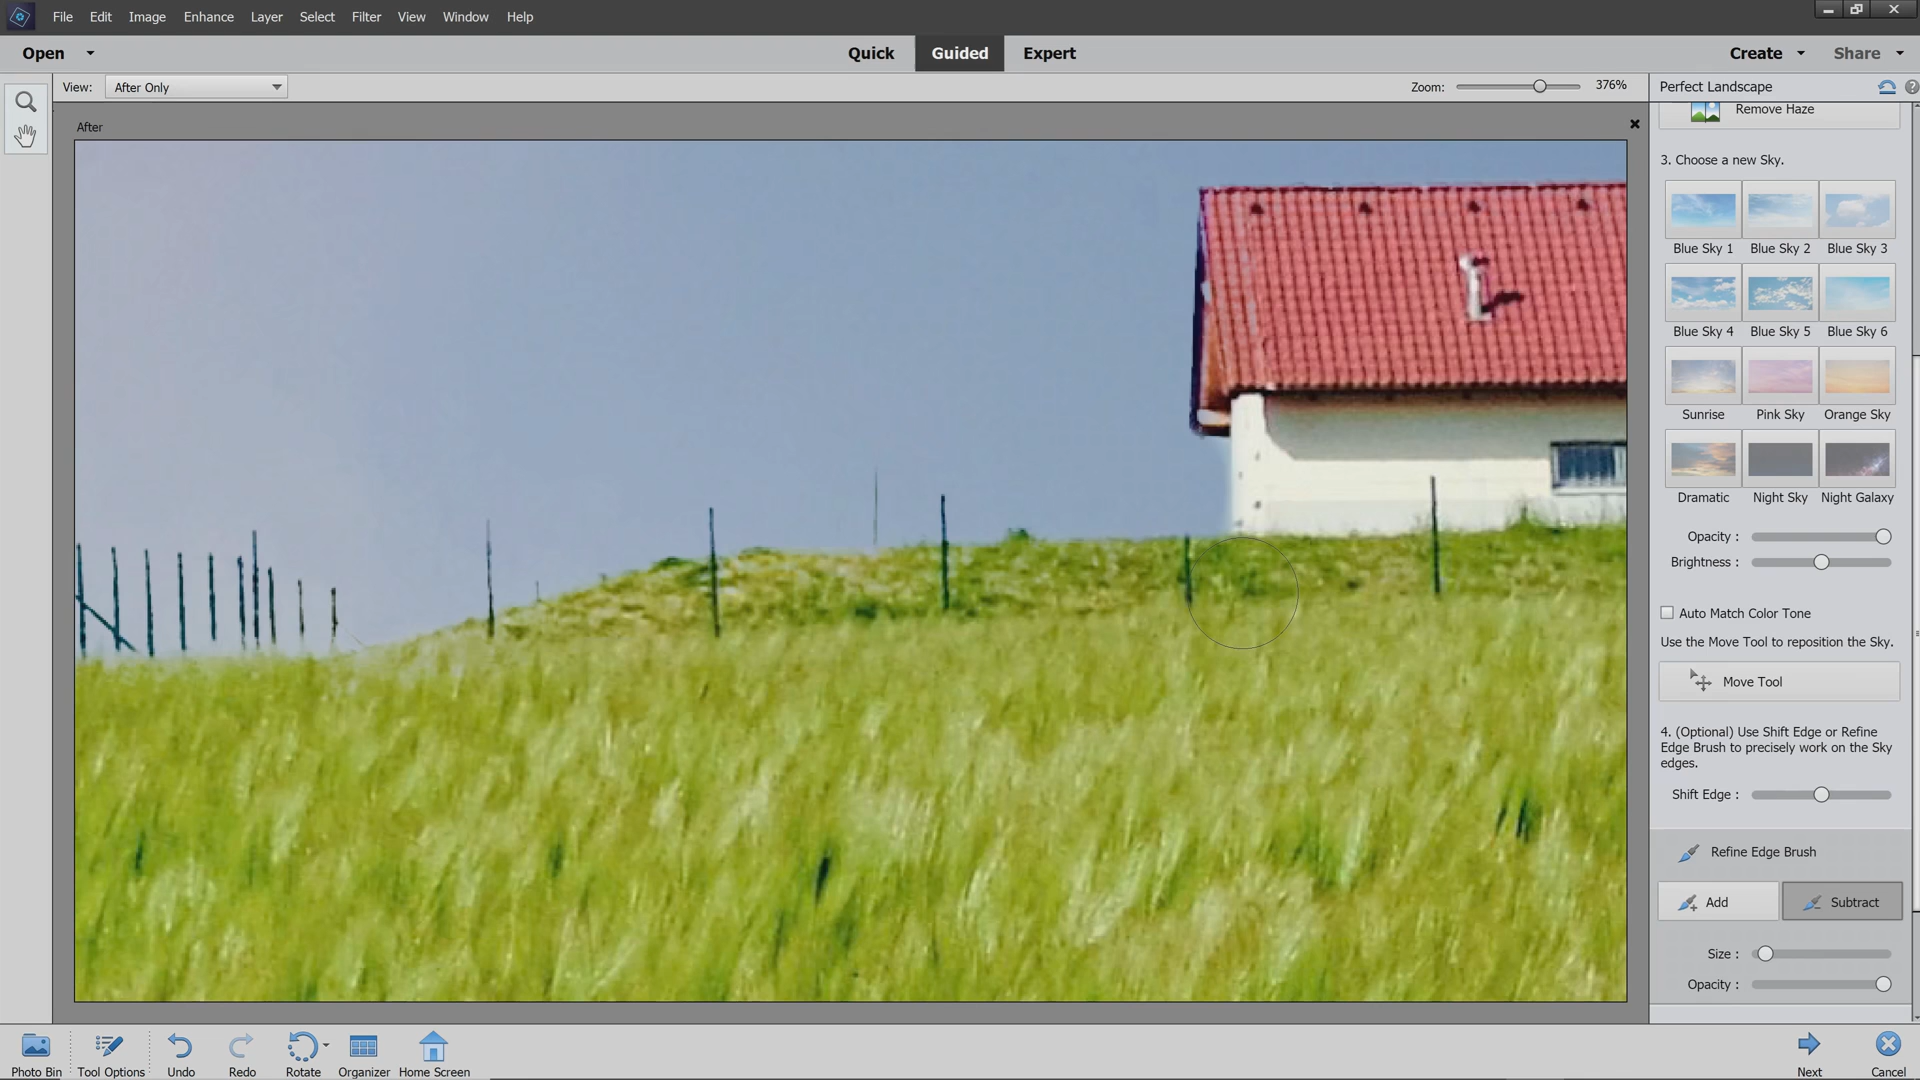 File Edit Image Enhance Layer Select Filter View Window Help
Open Quick Guided Expert Create Share
View: After Only Zoom: 376% Perfect Landscape ?
After
Remove Haze
3. Choose a new Sky.
Blue Sky 1 Blue Sky 2 Blue Sky 3
Blue Sky 4 Blue Sky 5 Blue Sky 6
Sunrise Pink Sky Orange Sky
Dramatic Night Sky Night Galaxy
Opacity :
Brightness :
Auto Match Color Tone
Use the Move Tool to reposition the Sky.
Move Tool
4. (Optional) Use Shift Edge or Refine
Edge Brush to precisely work on the Sky
edges.
Shift Edge :
Refine Edge Brush
Add Subtract
Size :
Opacity :
Photo Bin Tool Options Undo Redo Rotate Organizer Home Screen Next Cancel